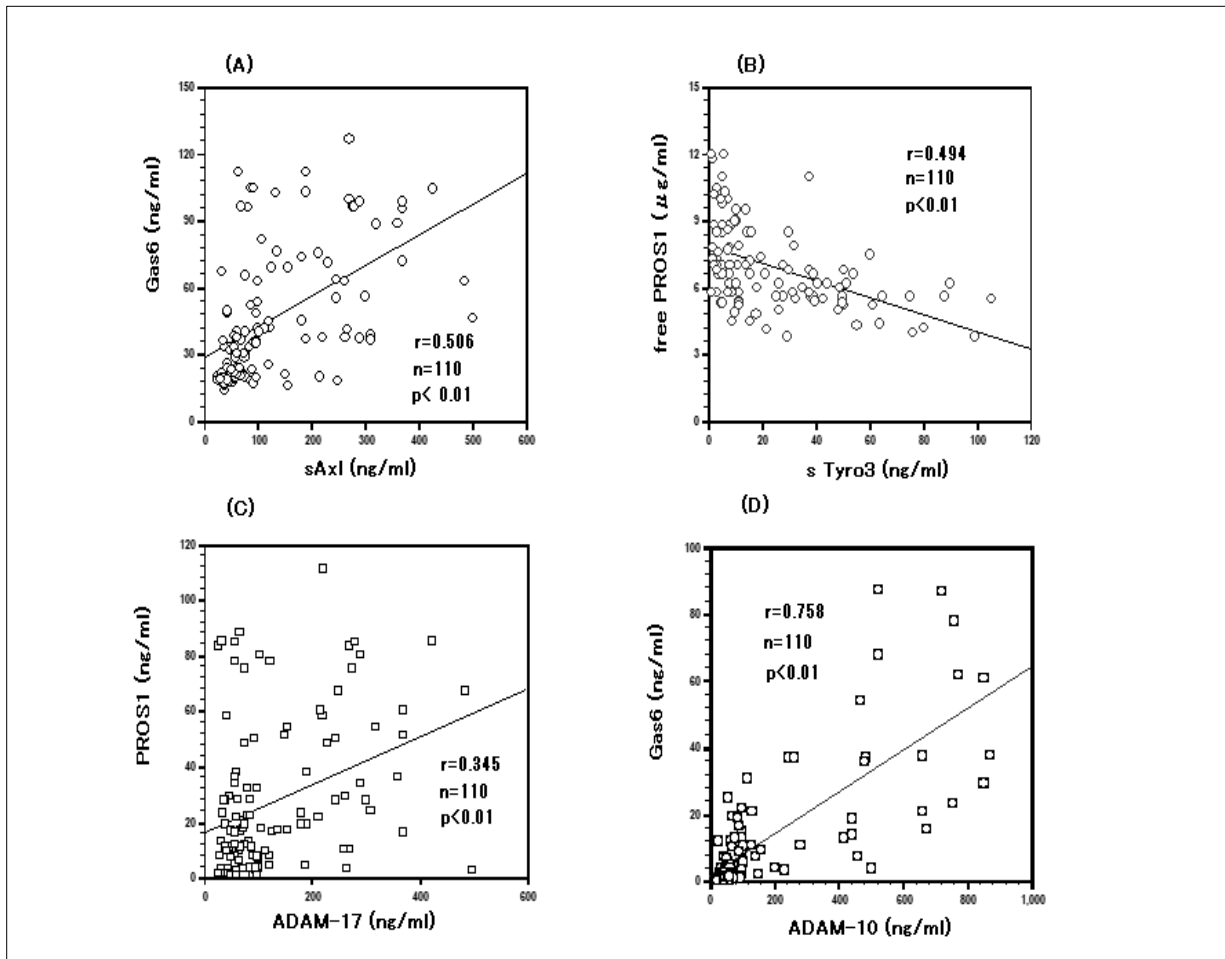 (A)
150
120
90
60
30
0
Gas6 (ng/ml)
r=0.506
n=110
p< 0.01
0 100 200 300 400 500 600
sAxl (ng/ml)
(B)
15
12
9
6
3
0
free PROS1 (μg/ml)
r=0.494
n=110
p<0.01
0 20 40 60 80 100 120
s Tyro3 (ng/ml)
(C)
120
100
80
60
40
20
0
PROS1 (ng/ml)
r=0.345
n=110
p<0.01
0 200 400 600
ADAM-17 (ng/ml)
(D)
100
80
60
40
20
0
Gas6 (ng/ml)
r=0.758
n=110
p<0.01
0 200 400 600 800 1,000
ADAM-10 (ng/ml)